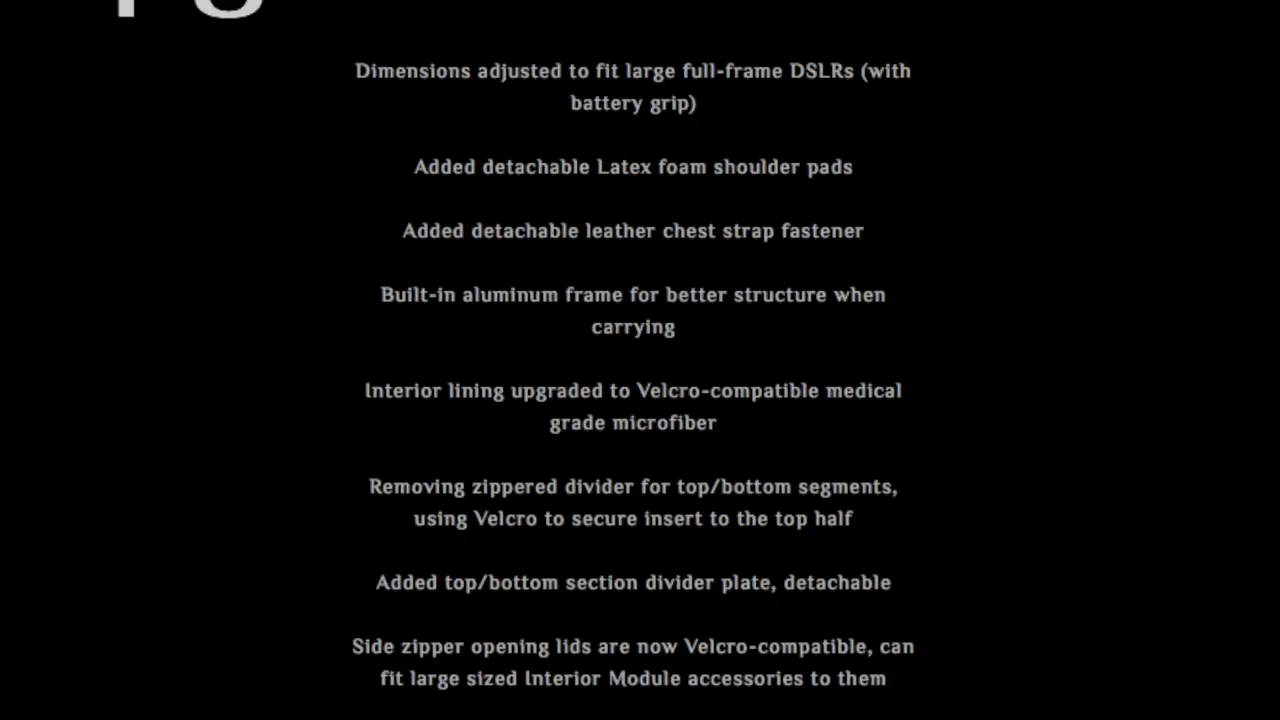 Dimensions adjusted to fit large full-frame DSLRs (with
battery grip)
Added detachable Latex foam shoulder pads
Added detachable leather chest strap fastener
Built-in aluminum frame for better structure when
carrying
Interior lining upgraded to Velcro-compatible medical
grade microfiber
Removing zippered divider for top/bottom segments,
using Velcro to secure insert to the top half
Added top/bottom section divider plate, detachable
Side zipper opening lids are now Velcro-compatible, can
fit large sized Interior Module accessories to them